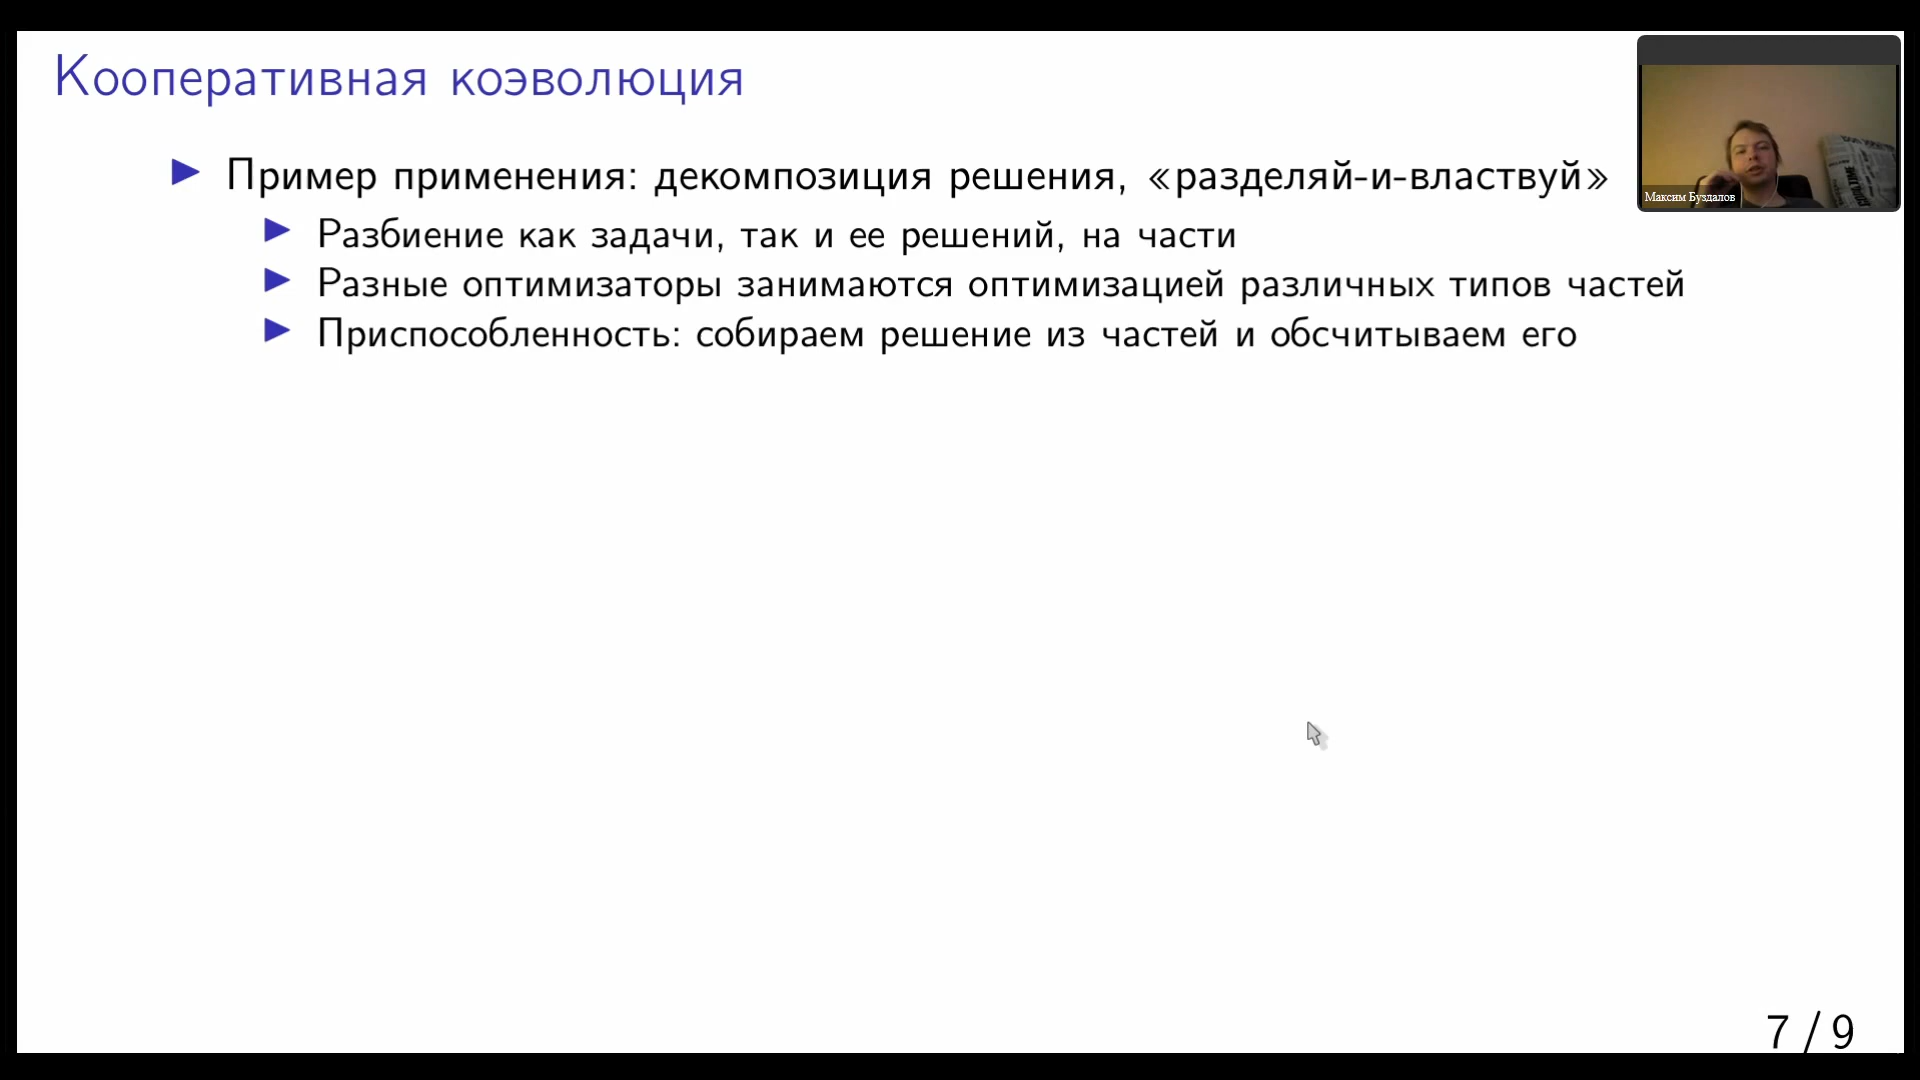 Кооперативная коэволюция
Пример применения: декомпозиция решения, «разделяй-и-властвуй»
Разбиение как задачи, так и ее решений, на части
Разные оптимизаторы занимаются оптимизацией различных типов частей
Приспособленность: собираем решение из частей и обсчитываем его
Максим Буздалов
7 / 9